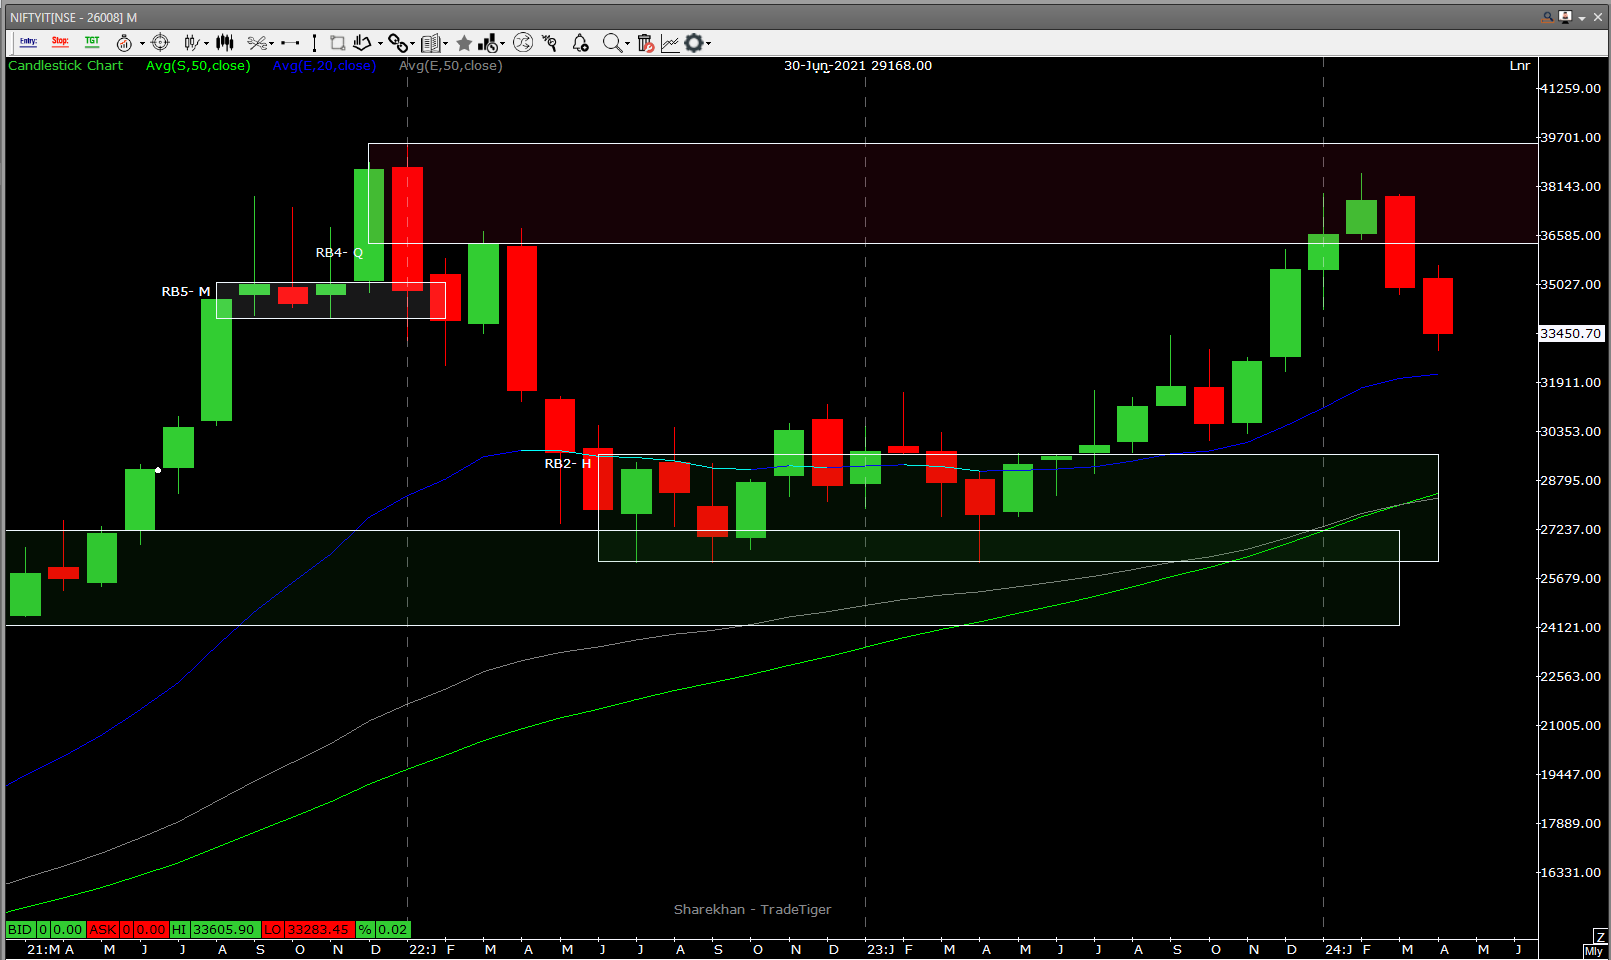 NIFTYIT[NSE - 26008] M
Entry: Stop: TGT
Candlestick Chart Avg(S,50,close) Avg(E,20,close) Avg(E,50,close) 30-Jun-2021 29168.00 Lnr
41259.00
39701.00
38143.00
RB4- Q
36585.00
RB5- M
35027.00
33450.70
31911.00
30353.00
RB2- H
28795.00
27237.00
25679.00
24121.00
22563.00
21005.00
19447.00
17889.00
16331.00
Sharekhan - TradeTiger
BID 0 0.00 ASK 0 0.00 HI 33605.90 LO 33283.45 % 0.02
Z
21:M A M J J A S O N D 22:J F M A M J J A S O N D 23:J F M A M J J A S O N D 24:J F M A M J
Mly